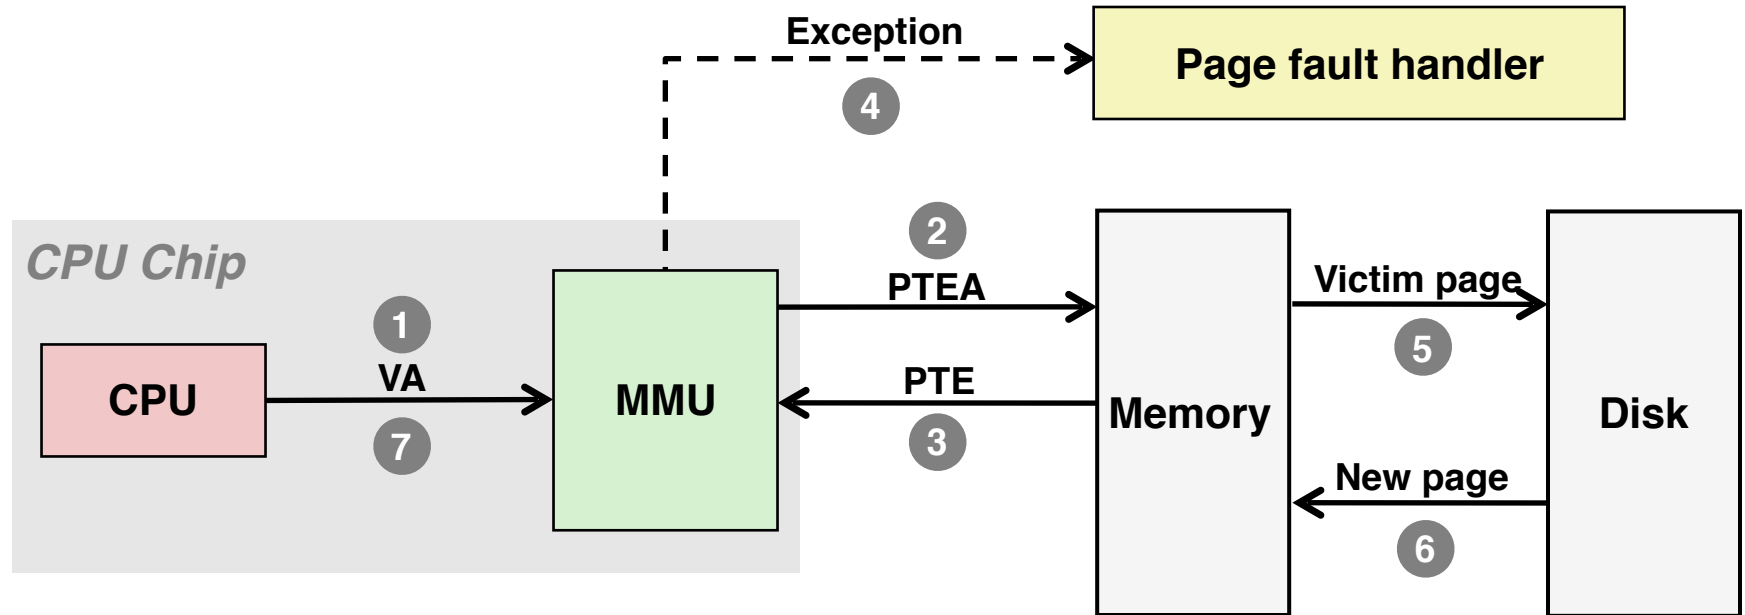 Exception
Page fault handler
4
2
CPU Chip
PTEA
Victim page
1
5
VA
PTE
CPU
MMU
Memory
Disk
7
3
New page
6